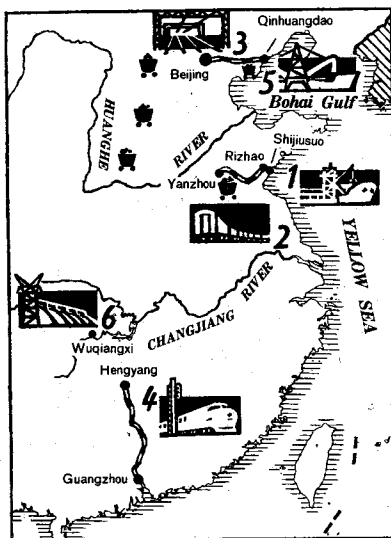 Qinhuangdao
3
Beijing
5
Bohai Gulf
HUANGHE
RIVER
Shijiusuo
Rizhao
Yanzhou
1
2
YELLOW SEA
CHANGJIANG RIVER
6
Wuqiangxi
Hengyang
4
Guangzhou